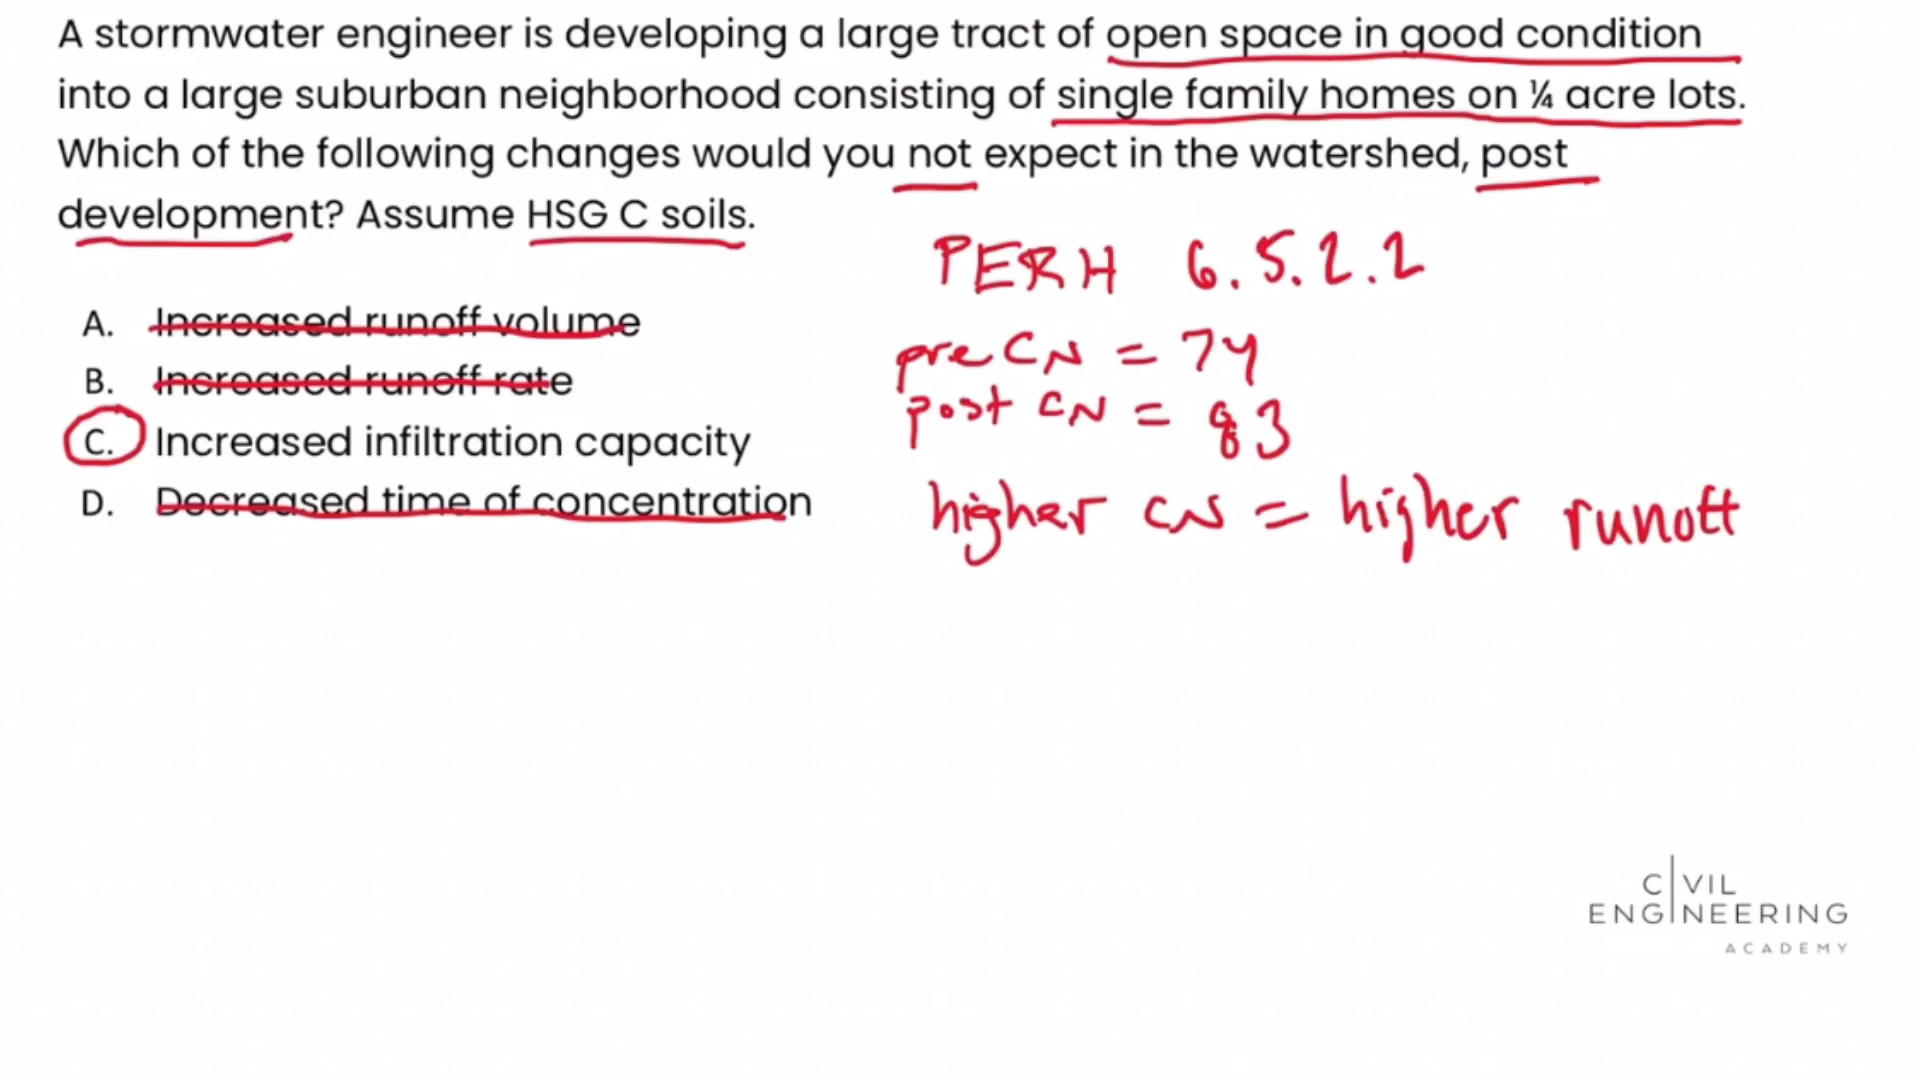 A stormwater engineer is developing a large tract of open space in good condition
into a large suburban neighborhood consisting of single family homes on ¼ acre lots.
Which of the following changes would you not expect in the watershed, post
development? Assume HSG C soils.
PERH 6.5.2.2
A. Increased runoff volume
B. Increased runoff rate
C. Increased infiltration capacity
D. Decreased time of concentration
pre CN = 74
post CN = 83
higher CN = higher runoff
CIVIL
ENGINEERING
ACADEMY